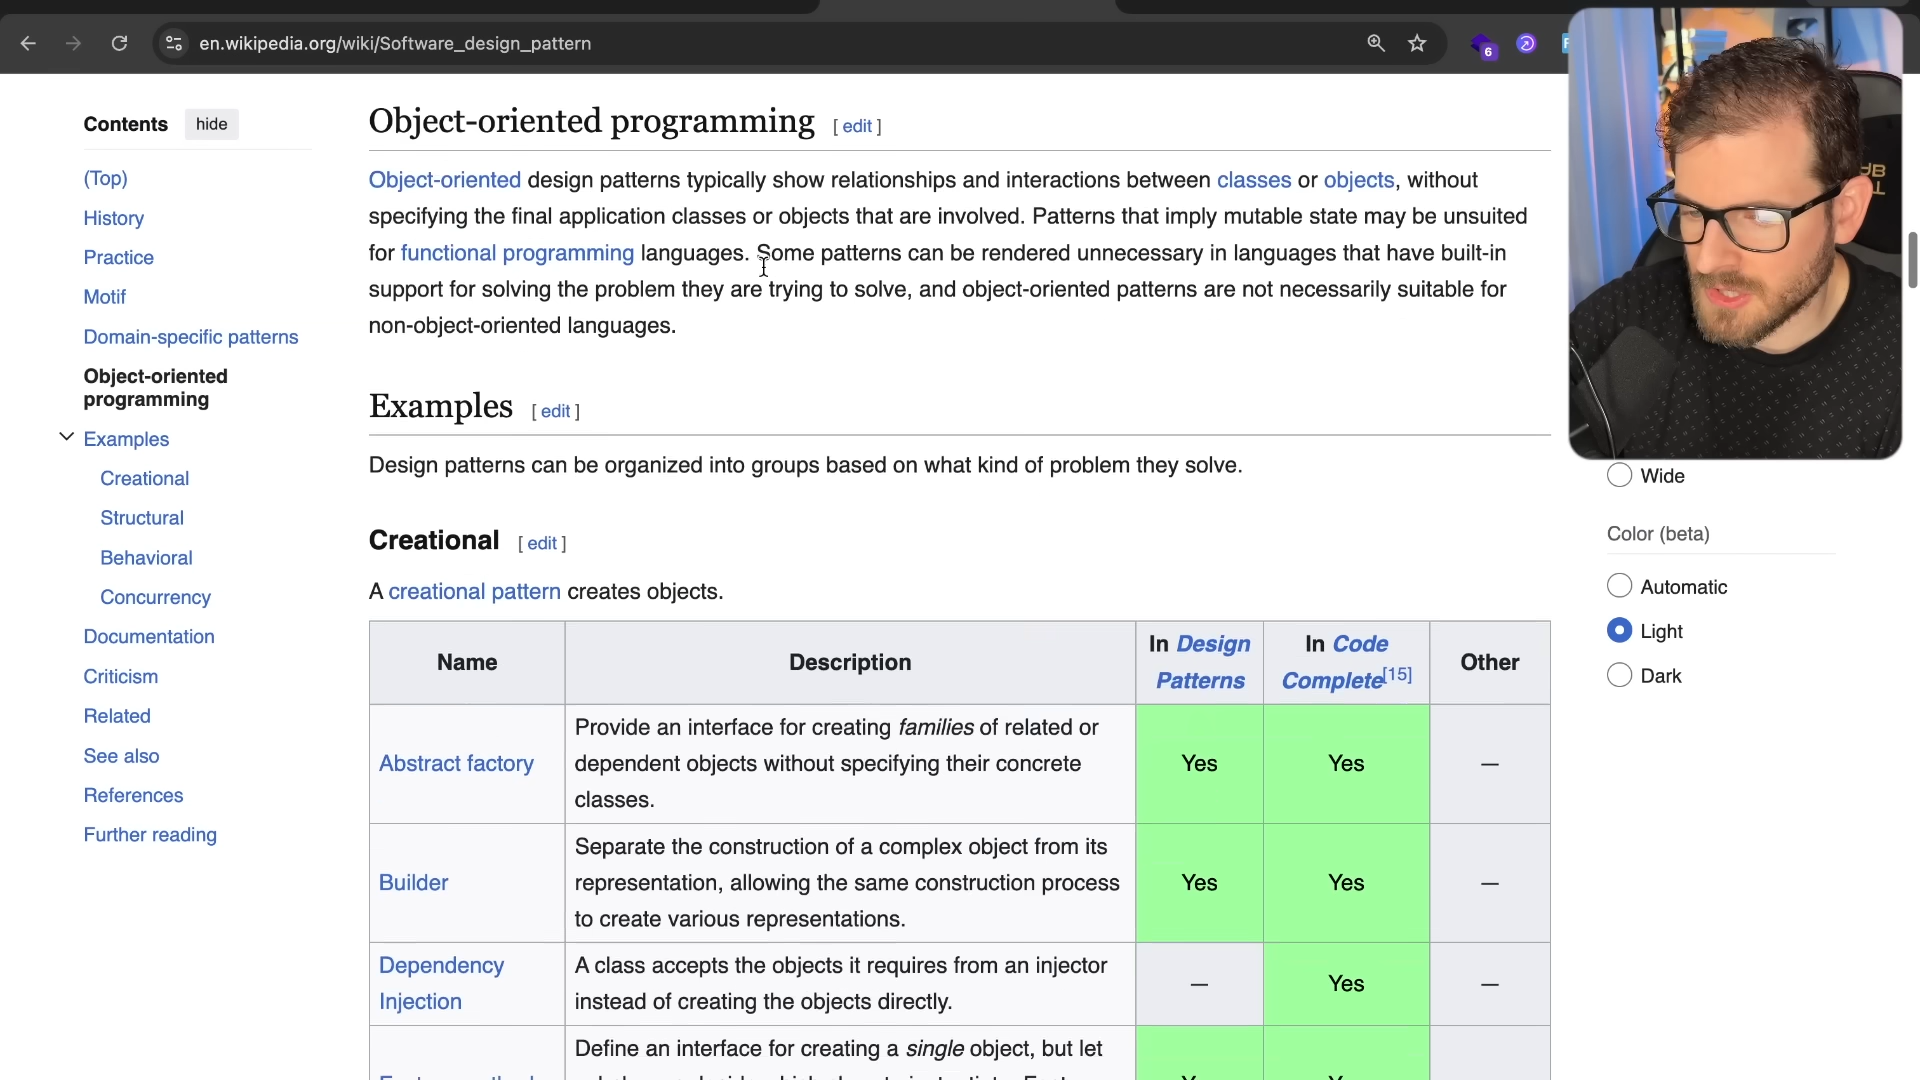 en.wikipedia.org/wiki/Software_design_pattern
6
Contents
hide
(Top)
History
Practice
Motif
Domain-specific patterns
Object-oriented
programming
Examples
Creational
Structural
Behavioral
Concurrency
Documentation
Criticism
Related
See also
References
Further reading
Object-oriented programming [ edit ]
Object-oriented design patterns typically show relationships and interactions between classes or objects, without
specifying the final application classes or objects that are involved. Patterns that imply mutable state may be unsuited
for functional programming languages. Some patterns can be rendered unnecessary in languages that have built-in
support for solving the problem they are trying to solve, and object-oriented patterns are not necessarily suitable for
non-object-oriented languages.
Examples [ edit ]
Design patterns can be organized into groups based on what kind of problem they solve.
Creational [ edit ]
A creational pattern creates objects.
Name
Description
In Design
Patterns
In Code
Complete[15]
Other
Abstract factory
Provide an interface for creating families of related or
dependent objects without specifying their concrete
classes.
Yes
Yes
—
Builder
Separate the construction of a complex object from its
representation, allowing the same construction process
to create various representations.
Yes
Yes
—
Dependency
Injection
A class accepts the objects it requires from an injector
instead of creating the objects directly.
—
Yes
—
Define an interface for creating a single object, but let
Wide
Color (beta)
Automatic
Light
Dark